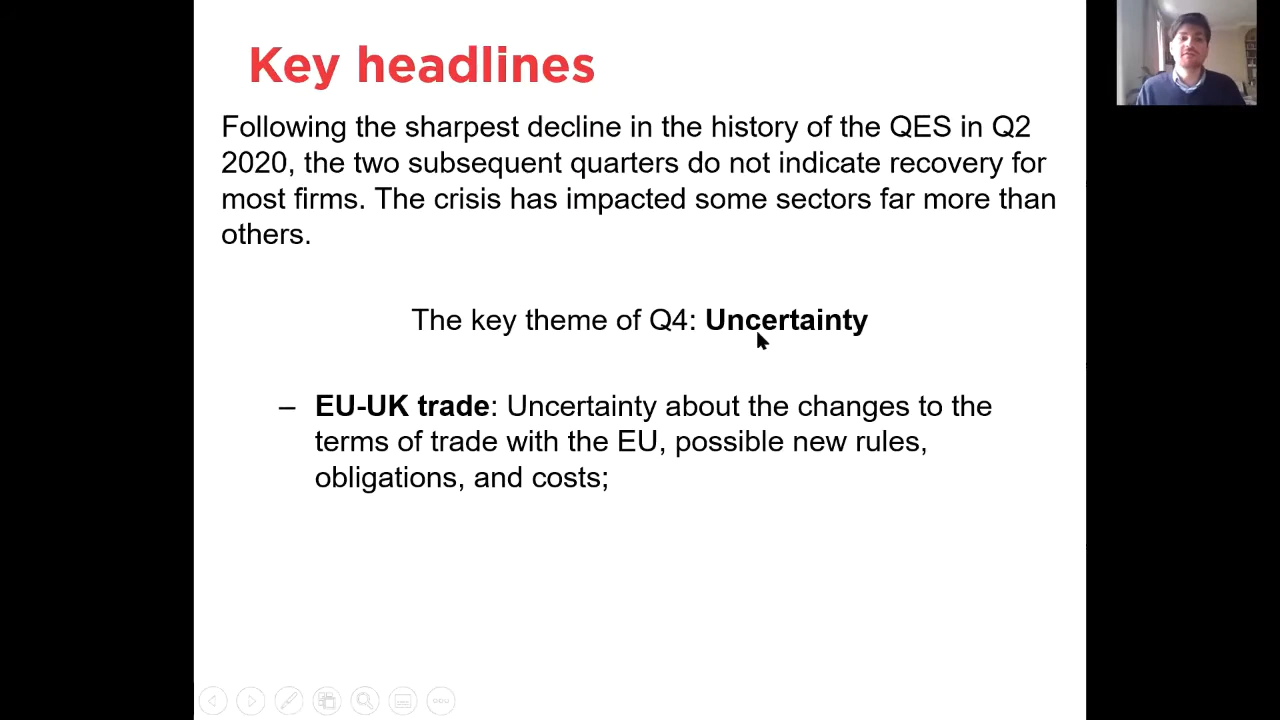 Key headlines
Following the sharpest decline in the history of the QES in Q2
2020, the two subsequent quarters do not indicate recovery for
most firms. The crisis has impacted some sectors far more than
others.
The key theme of Q4: Uncertainty
– EU-UK trade: Uncertainty about the changes to the
terms of trade with the EU, possible new rules,
obligations, and costs;